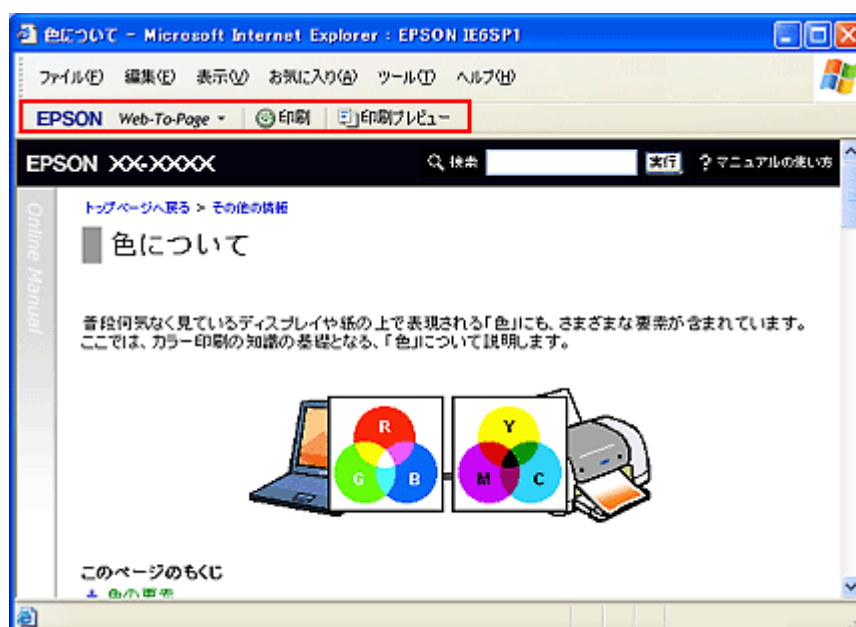 色について - Microsoft Internet Explorer : EPSON IE6SP1
ファイル(F) 編集(E) 表示(V) お気に入り(A) ツール(T) ヘルプ(H)
EPSON Web-To-Page 印刷 印刷プレビュー
EPSON XX-XXXX 検索 実行 ? マニュアルの使い方
Online Manual
トップページへ戻る > その他の情報
色について
普段何気なく見ているディスプレイや紙の上で表現される「色」にも、さまざまな要素が含まれています。
ここでは、カラー印刷の知識の基礎となる、「色」について説明します。
R
G B
Y
M C
このページのもくじ
色の要素